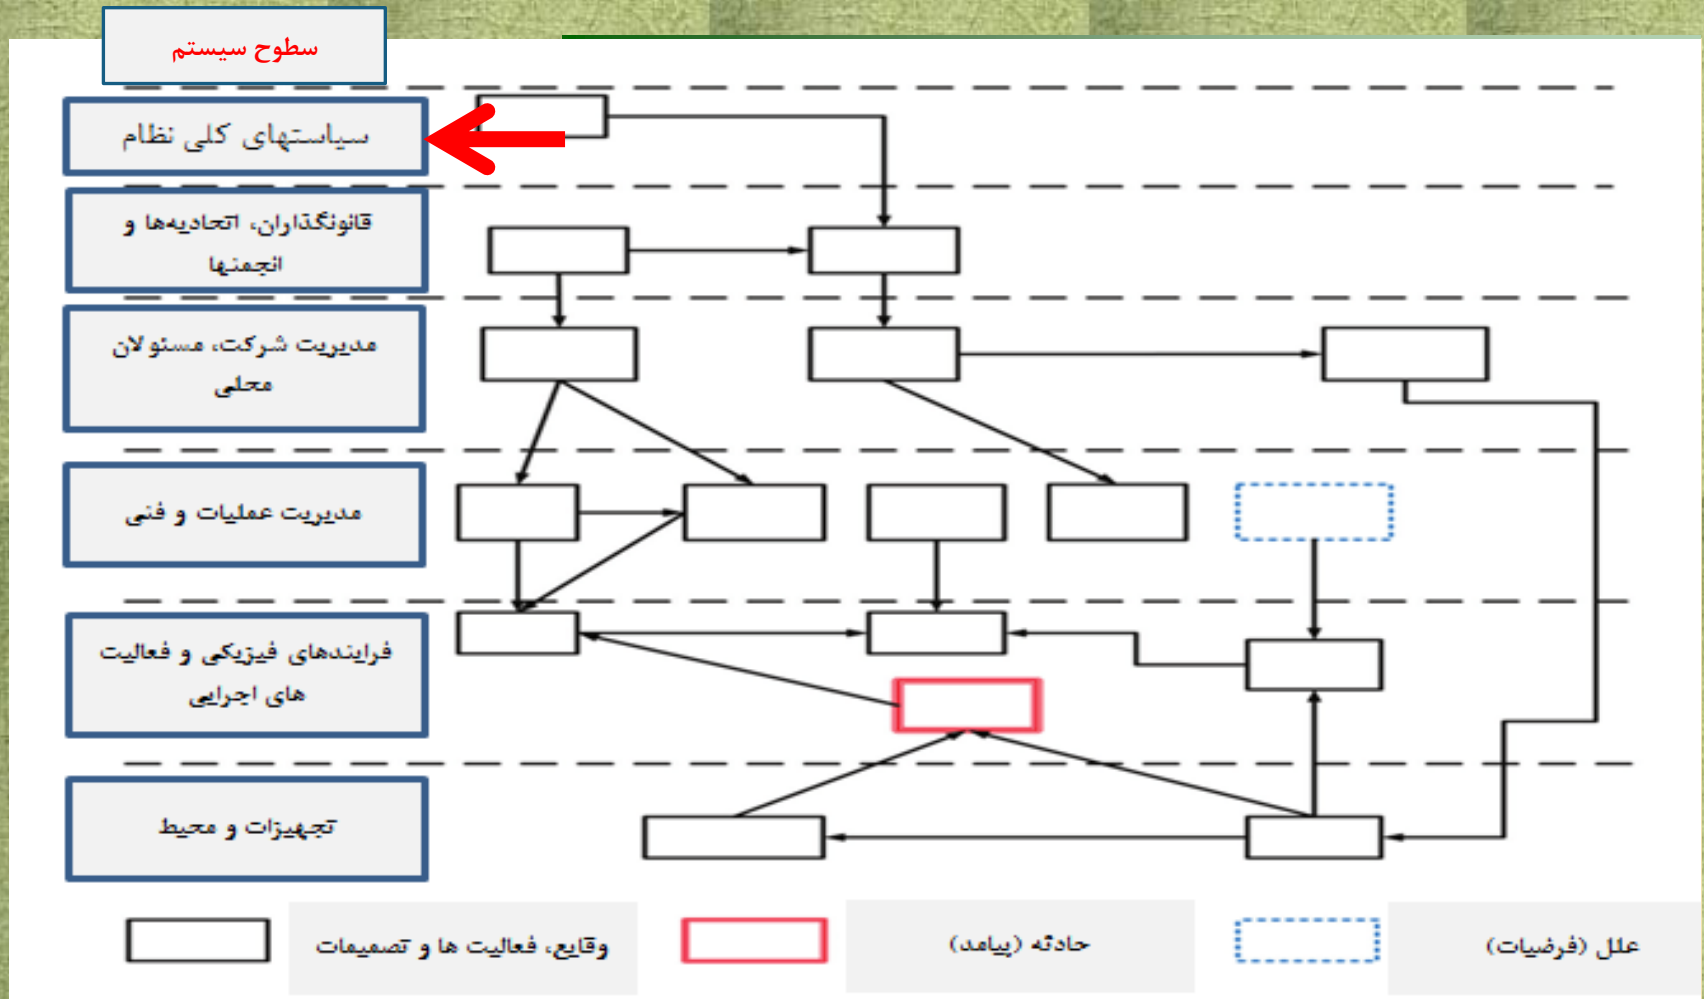 سطوح سیستم
سیاستهای کلی نظام
قانونگذاران، اتحادیه‌ها و
انجمنها
مدیریت شرکت، مسئولان
محلی
مدیریت عملیات و فنی
فرایندهای فیزیکی و فعالیت
های اجرایی
تجهیزات و محیط
وقایع، فعالیت ها و تصمیمات
حادثه (پیامد)
علل (فرضیات)